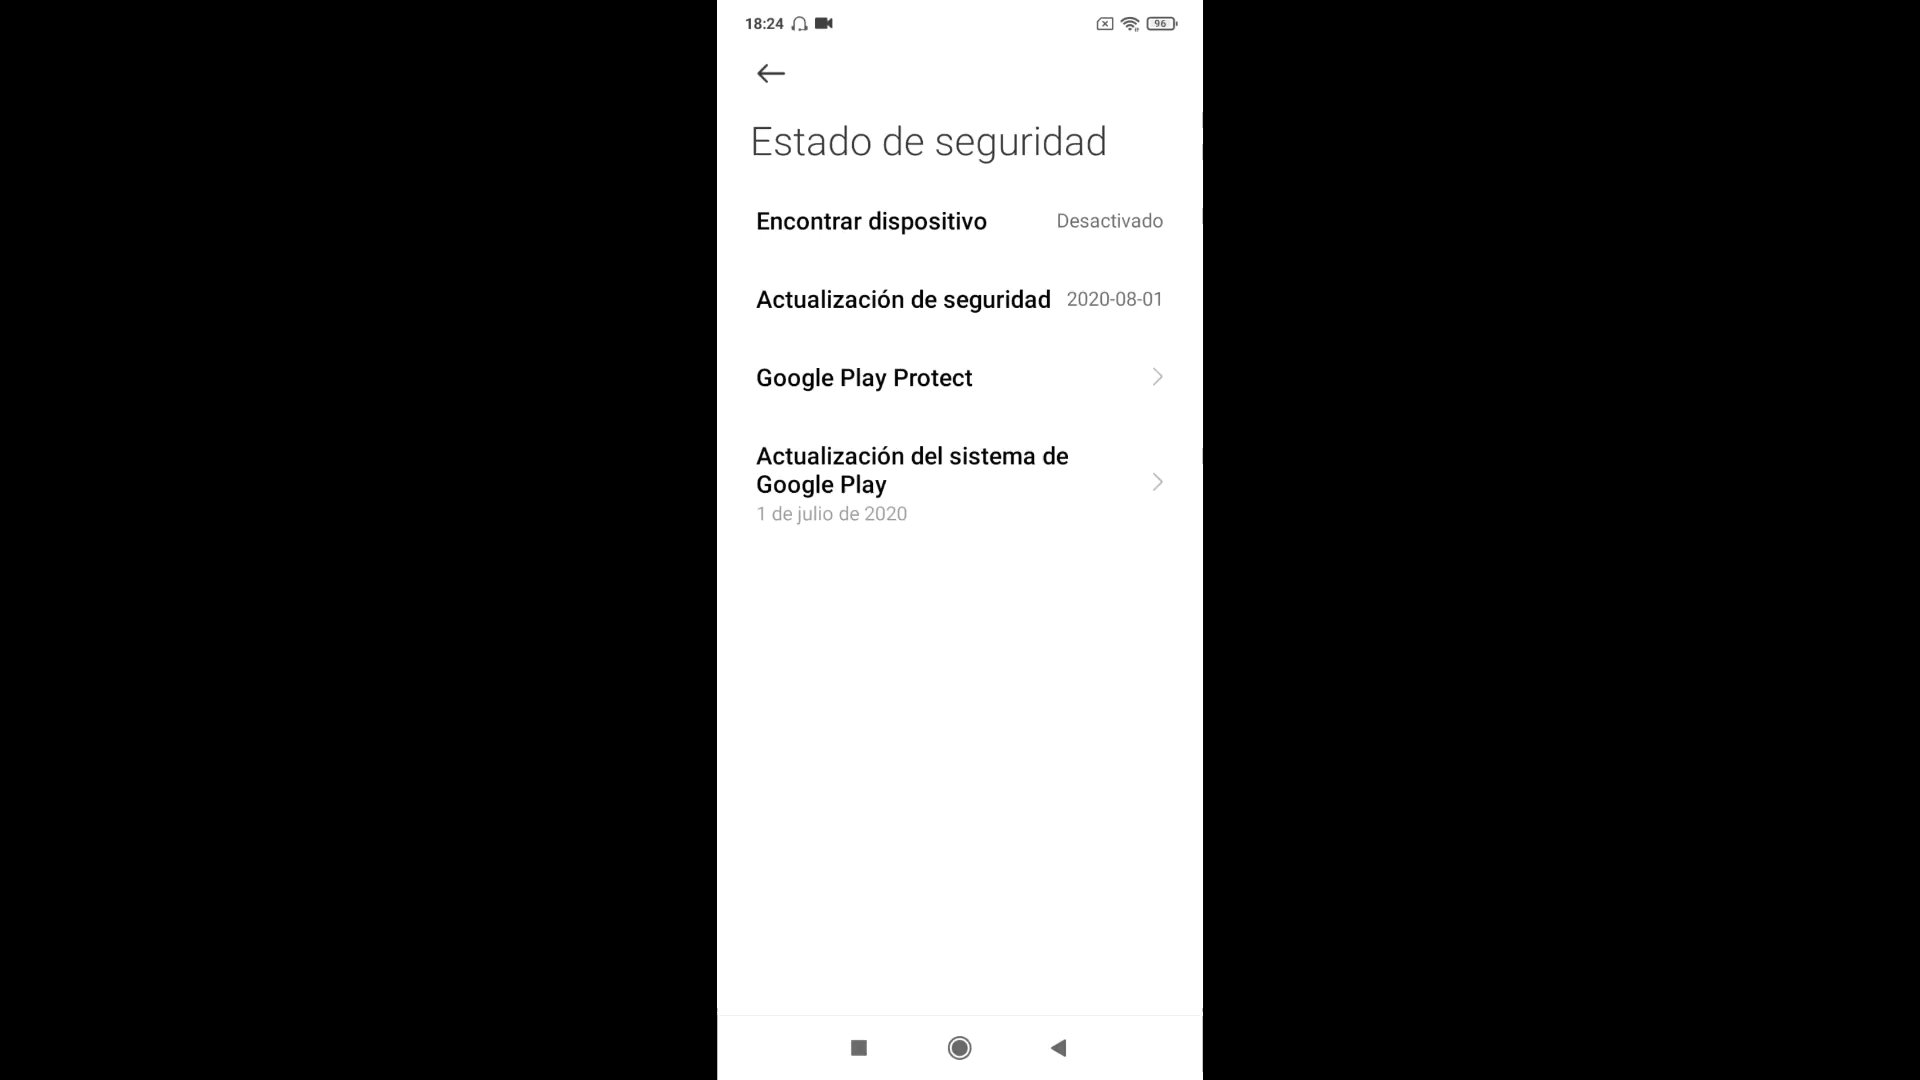 18:24
96
Estado de seguridad
Encontrar dispositivo Desactivado
Actualización de seguridad 2020-08-01
Google Play Protect
Actualización del sistema de
Google Play
1 de julio de 2020